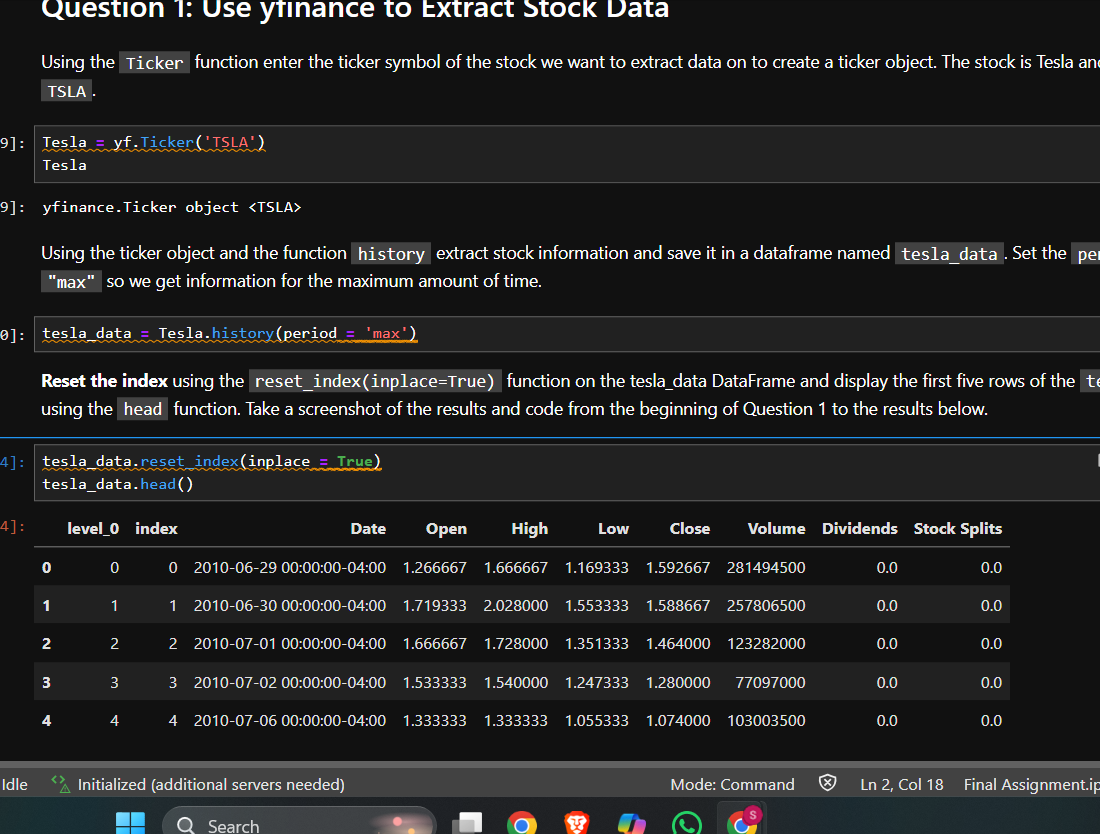 Question 1: Use yfinance to Extract Stock Data
Using the Ticker function enter the ticker symbol of the stock we want to extract data on to create a ticker object. The stock is Tesla and
TSLA.
9]: Tesla = yf.Ticker('TSLA')
Tesla
9]: yfinance.Ticker object <TSLA>
Using the ticker object and the function history extract stock information and save it in a dataframe named tesla_data. Set the per
"max" so we get information for the maximum amount of time.
0]: tesla_data = Tesla.history(period = 'max')
Reset the index using the reset_index(inplace=True) function on the tesla_data DataFrame and display the first five rows of the te
using the head function. Take a screenshot of the results and code from the beginning of Question 1 to the results below.
4]: tesla_data.reset_index(inplace = True)
tesla_data.head()
4]: level_0 index Date Open High Low Close Volume Dividends Stock Splits
0 0 0 2010-06-29 00:00:00-04:00 1.266667 1.666667 1.169333 1.592667 281494500 0.0 0.0
1 1 1 2010-06-30 00:00:00-04:00 1.719333 2.028000 1.553333 1.588667 257806500 0.0 0.0
2 2 2 2010-07-01 00:00:00-04:00 1.666667 1.728000 1.351333 1.464000 123282000 0.0 0.0
3 3 3 2010-07-02 00:00:00-04:00 1.533333 1.540000 1.247333 1.280000 77097000 0.0 0.0
4 4 4 2010-07-06 00:00:00-04:00 1.333333 1.333333 1.055333 1.074000 103003500 0.0 0.0
Idle Initialized (additional servers needed) Mode: Command Ln 2, Col 18 Final Assignment.ip
Search S